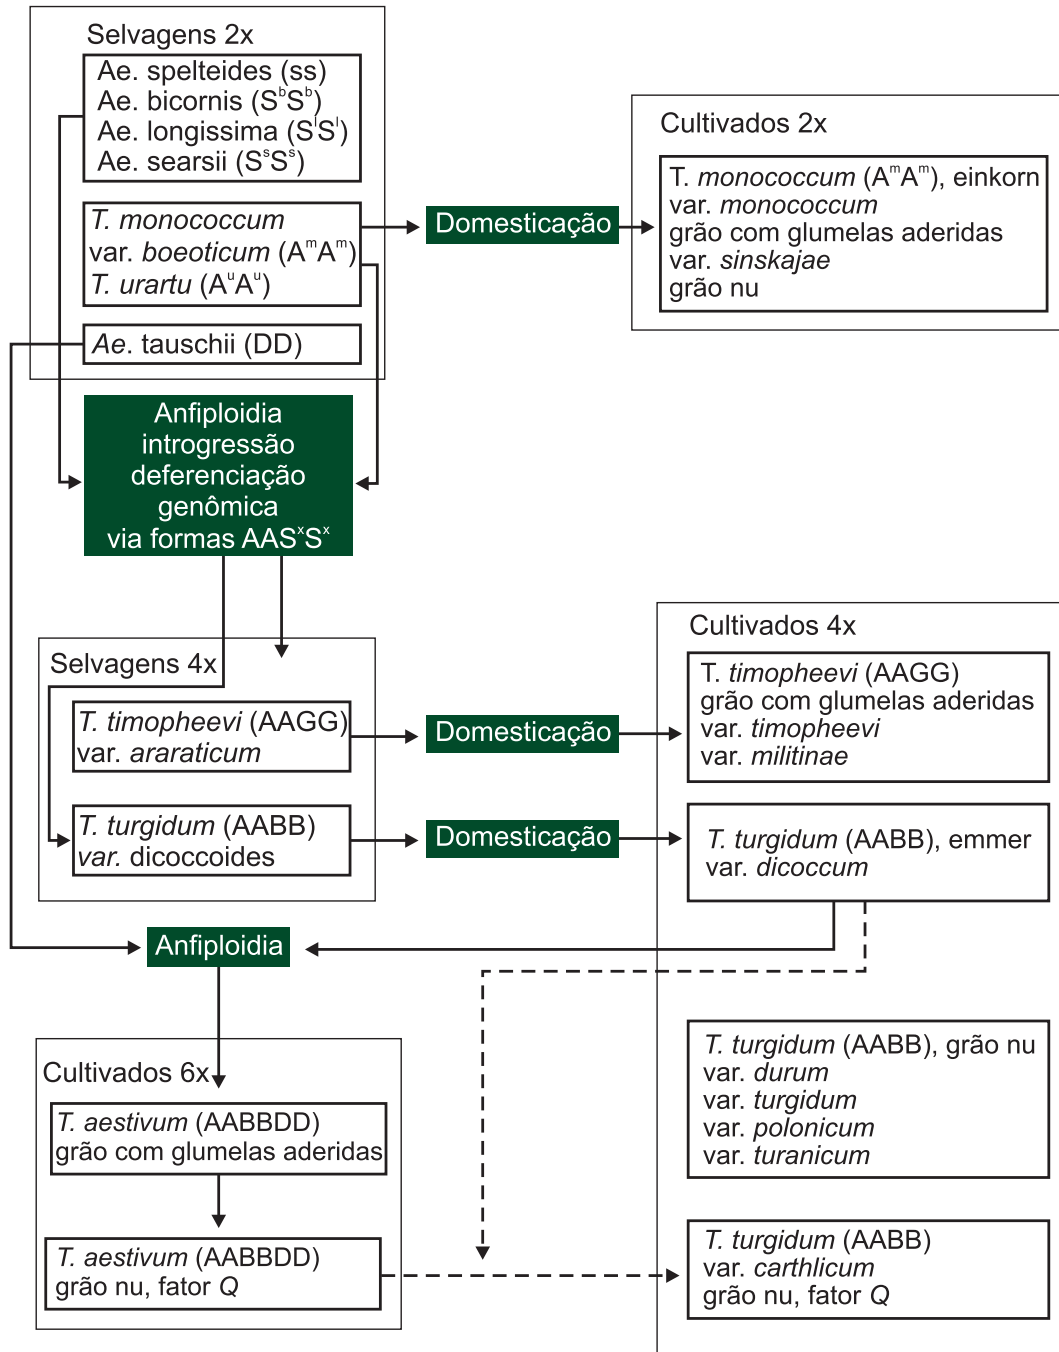 Selvagens 2x
Ae. spelteides (ss)
Ae. bicornis (SᵇSᵇ)
Ae. longissima (SˡSˡ)
Ae. searsii (SˢSˢ)
T. monococcum
var. boeoticum (AᵐAᵐ)
T. urartu (AᵘAᵘ)
Ae. tauschii (DD)
Domesticação
Cultivados 2x
T. monococcum (AᵐAᵐ), einkorn
var. monococcum
grão com glumelas aderidas
var. sinskajae
grão nu
Anfiploidia
introgressão
deferenciação
genômica
via formas AASˣSˣ
Selvagens 4x
T. timopheevi (AAGG)
var. araraticum
T. turgidum (AABB)
var. dicoccoides
Domesticação
Domesticação
Cultivados 4x
T. timopheevi (AAGG)
grão com glumelas aderidas
var. timopheevi
var. militinae
T. turgidum (AABB), emmer
var. dicoccum
Anfiploidia
T. turgidum (AABB), grão nu
var. durum
var. turgidum
var. polonicum
var. turanicum
Cultivados 6x
T. aestivum (AABBDD)
grão com glumelas aderidas
T. aestivum (AABBDD)
grão nu, fator Q
T. turgidum (AABB)
var. carthlicum
grão nu, fator Q